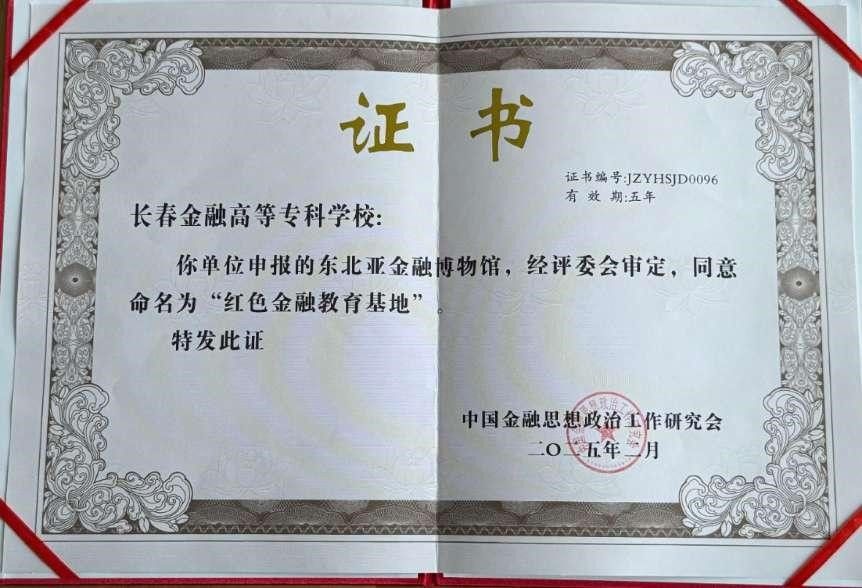 证书
证书编号:JZYHSJD0096
有 效 期:五年
长春金融高等专科学校:
你单位申报的东北亚金融博物馆，经评委会审定，同意
命名为“红色金融教育基地”。
特发此证
中国金融思想政治工作研究会
二〇二五年二月